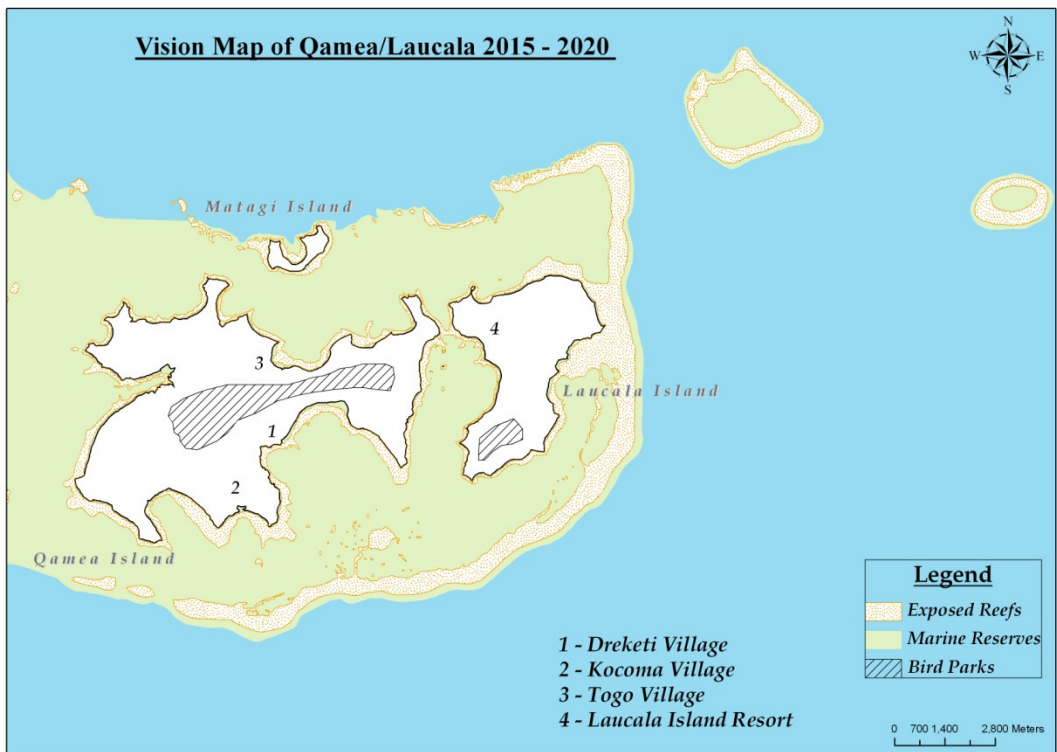 Vision Map of Qamea/Laucala 2015 - 2020
N
W E
S
Matagi Island
4
3
Laucala Island
1
2
Qamea Island
Legend
Exposed Reefs
Marine Reserves
Bird Parks
1 - Dreketi Village
2 - Kocoma Village
3 - Togo Village
4 - Laucala Island Resort
0 700 1,400 2,800 Meters